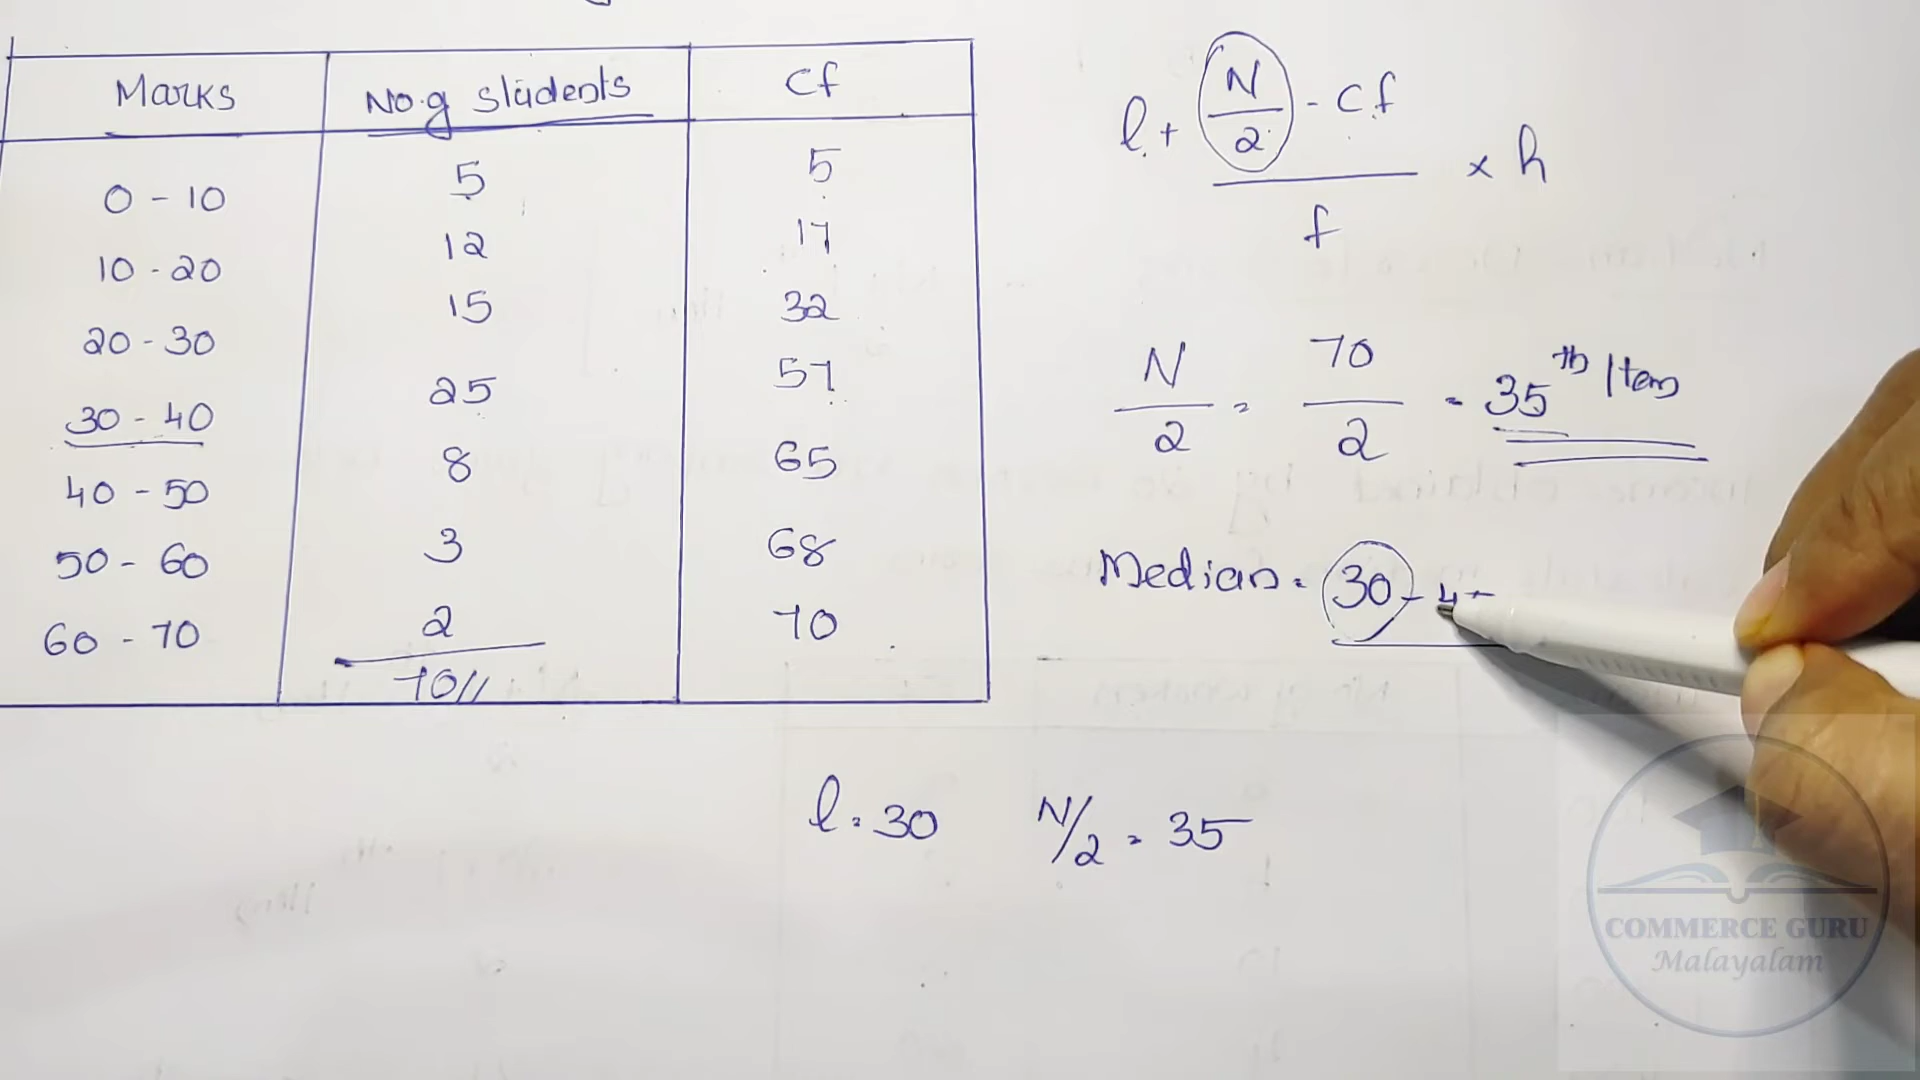 Marks No.of students Cf
0 - 10 5 5
10 - 20 12 17
20 - 30 15 32
30 - 40 25 57
40 - 50 8 65
50 - 60 3 68
60 - 70 2 70
70//
l + N/2 - cf / f × h
N/2 = 70/2 = 35th Item
Median = 30 - 4
l = 30 N/2 = 35
COMMERCE GURU
Malayalam